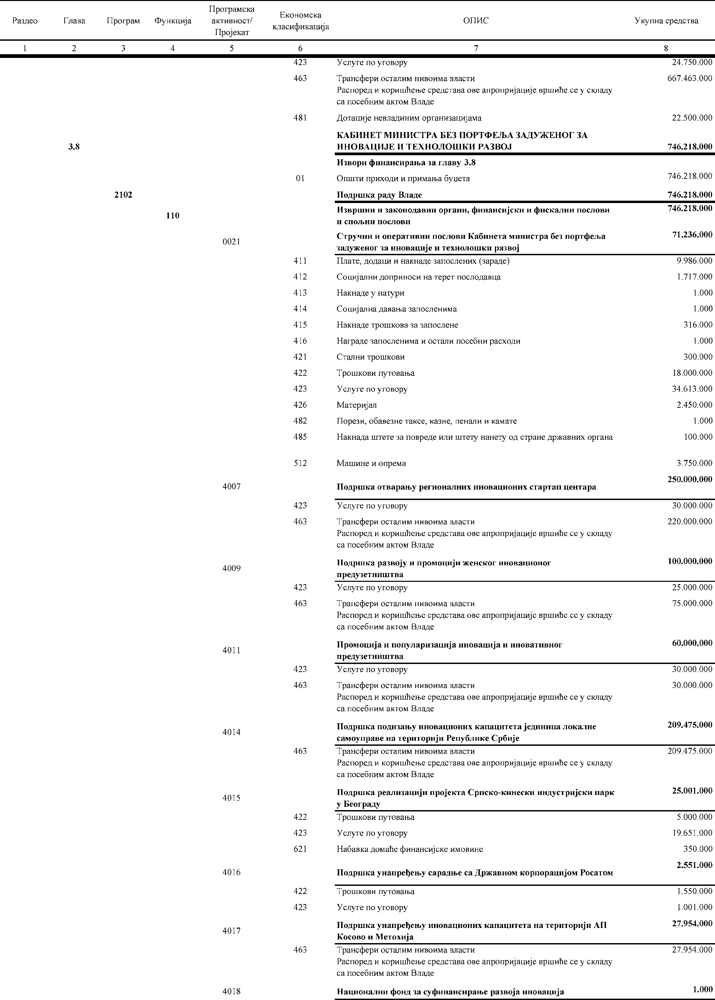 Раздео Глава Програм Функција Програмска активност/ Пројекат Економска класификација ОПИС Укупна средства
1 2 3 4 5 6 7 8
423 Услуге по уговору 24.750.000
463 Трансфери осталим нивоима власти 667.463.000
Распоред и коришћење средстава ове апропријације вршиће се у складу
са посебним актом Владе
481 Дотације невладиним организацијама 22.500.000
КАБИНЕТ МИНИСТРА БЕЗ ПОРТФЕЉА ЗАДУЖЕНОГ ЗА
3.8 ИНОВАЦИЈЕ И ТЕХНОЛОШКИ РАЗВОЈ 746.218.000
Извори финансирања за главу 3.8
01 Општи приходи и примања буџета 746.218.000
2102 Подршка раду Владе 746.218.000
110 Извршни и законодавни органи, финансијски и фискални послови 746.218.000
и спољни послови
0021 Стручни и оперативни послови Кабинета министра без портфеља 71.236.000
задуженог за иновације и технолошки развој
411 Плате, додаци и накнаде запослених (зараде) 9.986.000
412 Социјални доприноси на терет послодавца 1.717.000
413 Накнаде у натури 1.000
414 Социјална давања запосленима 1.000
415 Накнаде трошкова за запослене 316.000
416 Награде запосленима и остали посебни расходи 1.000
421 Стални трошкови 300.000
422 Трошкови путовања 18.000.000
423 Услуге по уговору 34.613.000
426 Материјал 2.450.000
482 Порези, обавезне таксе, казне, пенали и камате 1.000
485 Накнада штете за повреде или штету нанету од стране државних органа 100.000
512 Машине и опрема 3.750.000
4007 Подршка отварању регионалних иновационих стартап центара 250.000.000
423 Услуге по уговору 30.000.000
463 Трансфери осталим нивоима власти 220.000.000
Распоред и коришћење средстава ове апропријације вршиће се у складу
са посебним актом Владе
4009 Подршка развоју и промоцији женског иновационог 100.000.000
предузетништва
423 Услуге по уговору 25.000.000
463 Трансфери осталим нивоима власти 75.000.000
Распоред и коришћење средстава ове апропријације вршиће се у складу
са посебним актом Владе
4011 Промоција и популаризација иновација и иновативног 60.000.000
предузетништва
423 Услуге по уговору 30.000.000
463 Трансфери осталим нивоима власти 30.000.000
Распоред и коришћење средстава ове апропријације вршиће се у складу
са посебним актом Владе
4014 Подршка подизању иновационих капацитета јединица локалне 209.475.000
самоуправе на територији Републике Србије
463 Трансфери осталим нивоима власти 209.475.000
Распоред и коришћење средстава ове апропријације вршиће се у складу
са посебним актом Владе
4015 Подршка реализацији пројекта Српско-кинески индустријски парк 25.001.000
у Београду
422 Трошкови путовања 5.000.000
423 Услуге по уговору 19.651.000
621 Набавка домаће финансијске имовине 350.000
4016 Подршка унапређењу сарадње са Државном корпорацијом Росатом 2.551.000
422 Трошкови путовања 1.550.000
423 Услуге по уговору 1.001.000
4017 Подршка унапређењу иновационих капацитета на територији АП 27.954.000
Косово и Метохија
463 Трансфери осталим нивоима власти 27.954.000
Распоред и коришћење средстава ове апропријације вршиће се у складу
са посебним актом Владе
4018 Национални фонд за суфинансирање развоја иновација 1.000